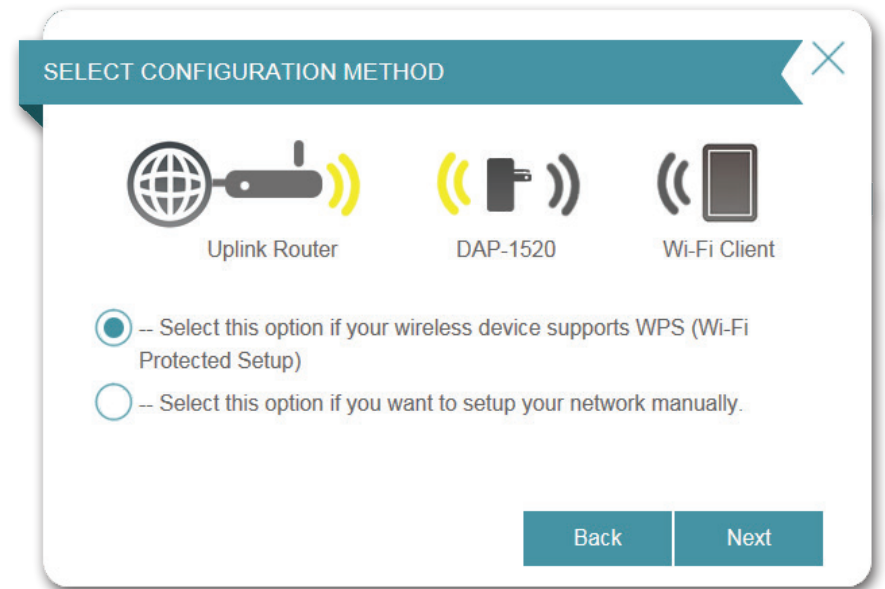 SELECT CONFIGURATION METHOD
Uplink Router
DAP-1520
Wi-Fi Client
-- Select this option if your wireless device supports WPS (Wi-Fi
Protected Setup)
-- Select this option if you want to setup your network manually.
Back
Next